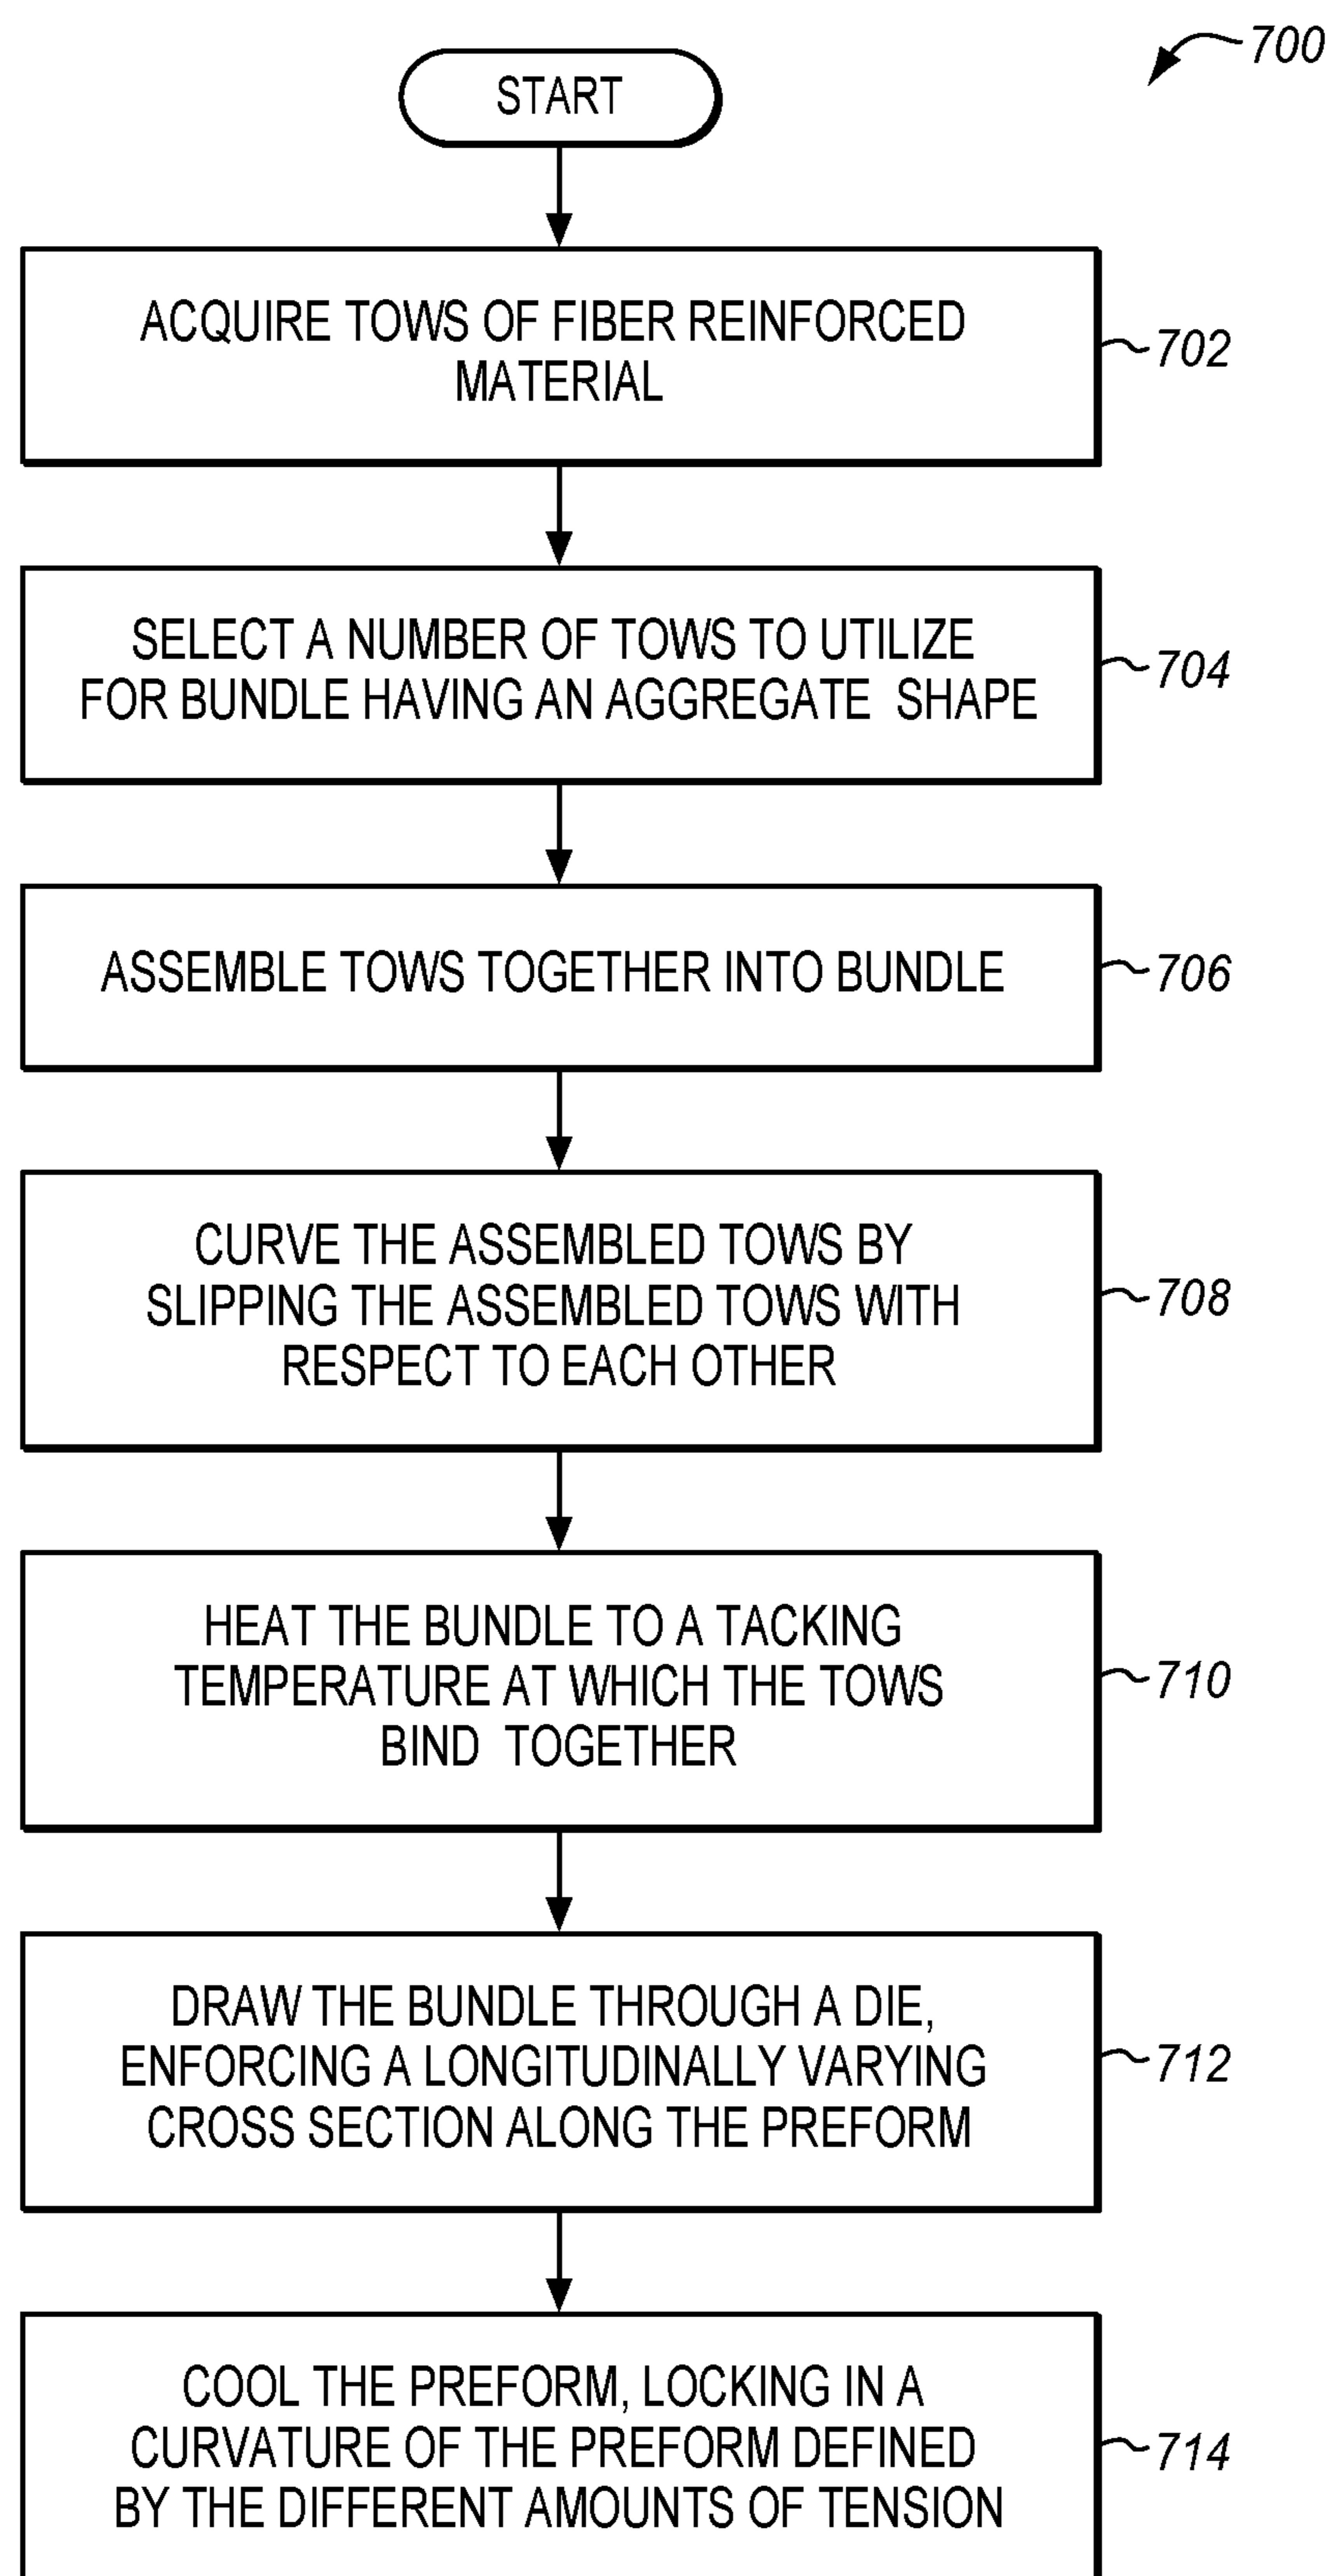 700
START
ACQUIRE TOWS OF FIBER REINFORCED
MATERIAL
702
SELECT A NUMBER OF TOWS TO UTILIZE
FOR BUNDLE HAVING AN AGGREGATE SHAPE
704
ASSEMBLE TOWS TOGETHER INTO BUNDLE
706
CURVE THE ASSEMBLED TOWS BY
SLIPPING THE ASSEMBLED TOWS WITH
RESPECT TO EACH OTHER
708
HEAT THE BUNDLE TO A TACKING
TEMPERATURE AT WHICH THE TOWS
BIND TOGETHER
710
DRAW THE BUNDLE THROUGH A DIE,
ENFORCING A LONGITUDINALLY VARYING
CROSS SECTION ALONG THE PREFORM
712
COOL THE PREFORM, LOCKING IN A
CURVATURE OF THE PREFORM DEFINED
BY THE DIFFERENT AMOUNTS OF TENSION
714